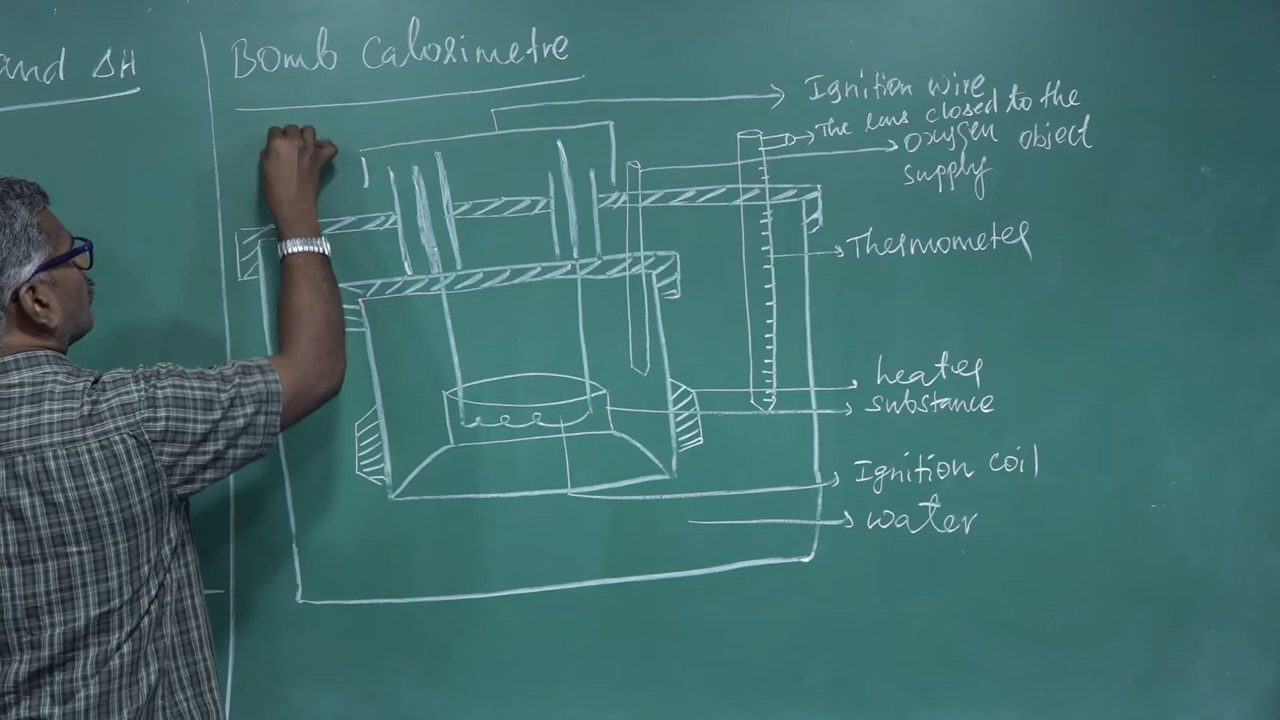 and ΔH
Bomb Calorimetre
Ignition wire
The lens closed to the
oxygen object
supply
Thermometer
heater
substance
Ignition coil
water